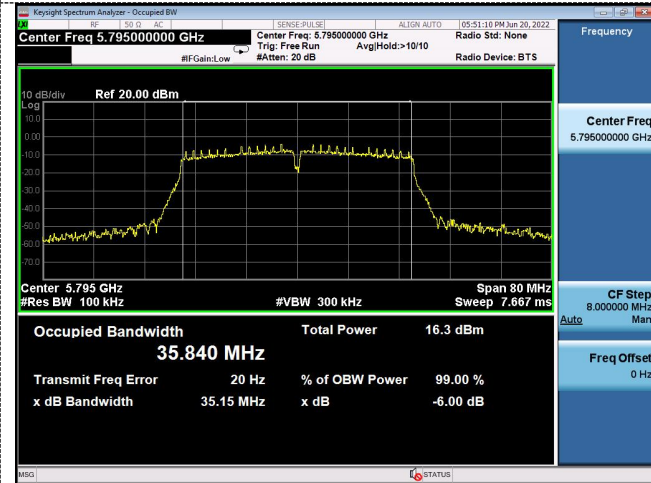 Keysight Spectrum Analyzer - Occupied BW
RF 50 Ω AC SENSE:PULSE ALIGN AUTO 05:51:10 PM Jun 20, 2022
Center Freq 5.795000000 GHz
Center Freq: 5.795000000 GHz Radio Std: None
Trig: Free Run Avg|Hold:>10/10
#IFGain:Low #Atten: 20 dB Radio Device: BTS
10 dB/div Ref 20.00 dBm
Log
10.0
0.00
-10.0
-20.0
-30.0
-40.0
-50.0
-60.0
-70.0
Center 5.795 GHz Span 80 MHz
#Res BW 100 kHz #VBW 300 kHz Sweep 7.667 ms
Occupied Bandwidth Total Power 16.3 dBm
35.840 MHz
Transmit Freq Error 20 Hz % of OBW Power 99.00 %
x dB Bandwidth 35.15 MHz x dB -6.00 dB
MSG STATUS
Frequency
Center Freq
5.795000000 GHz
CF Step
8.000000 MHz
Auto Man
Freq Offset
0 Hz